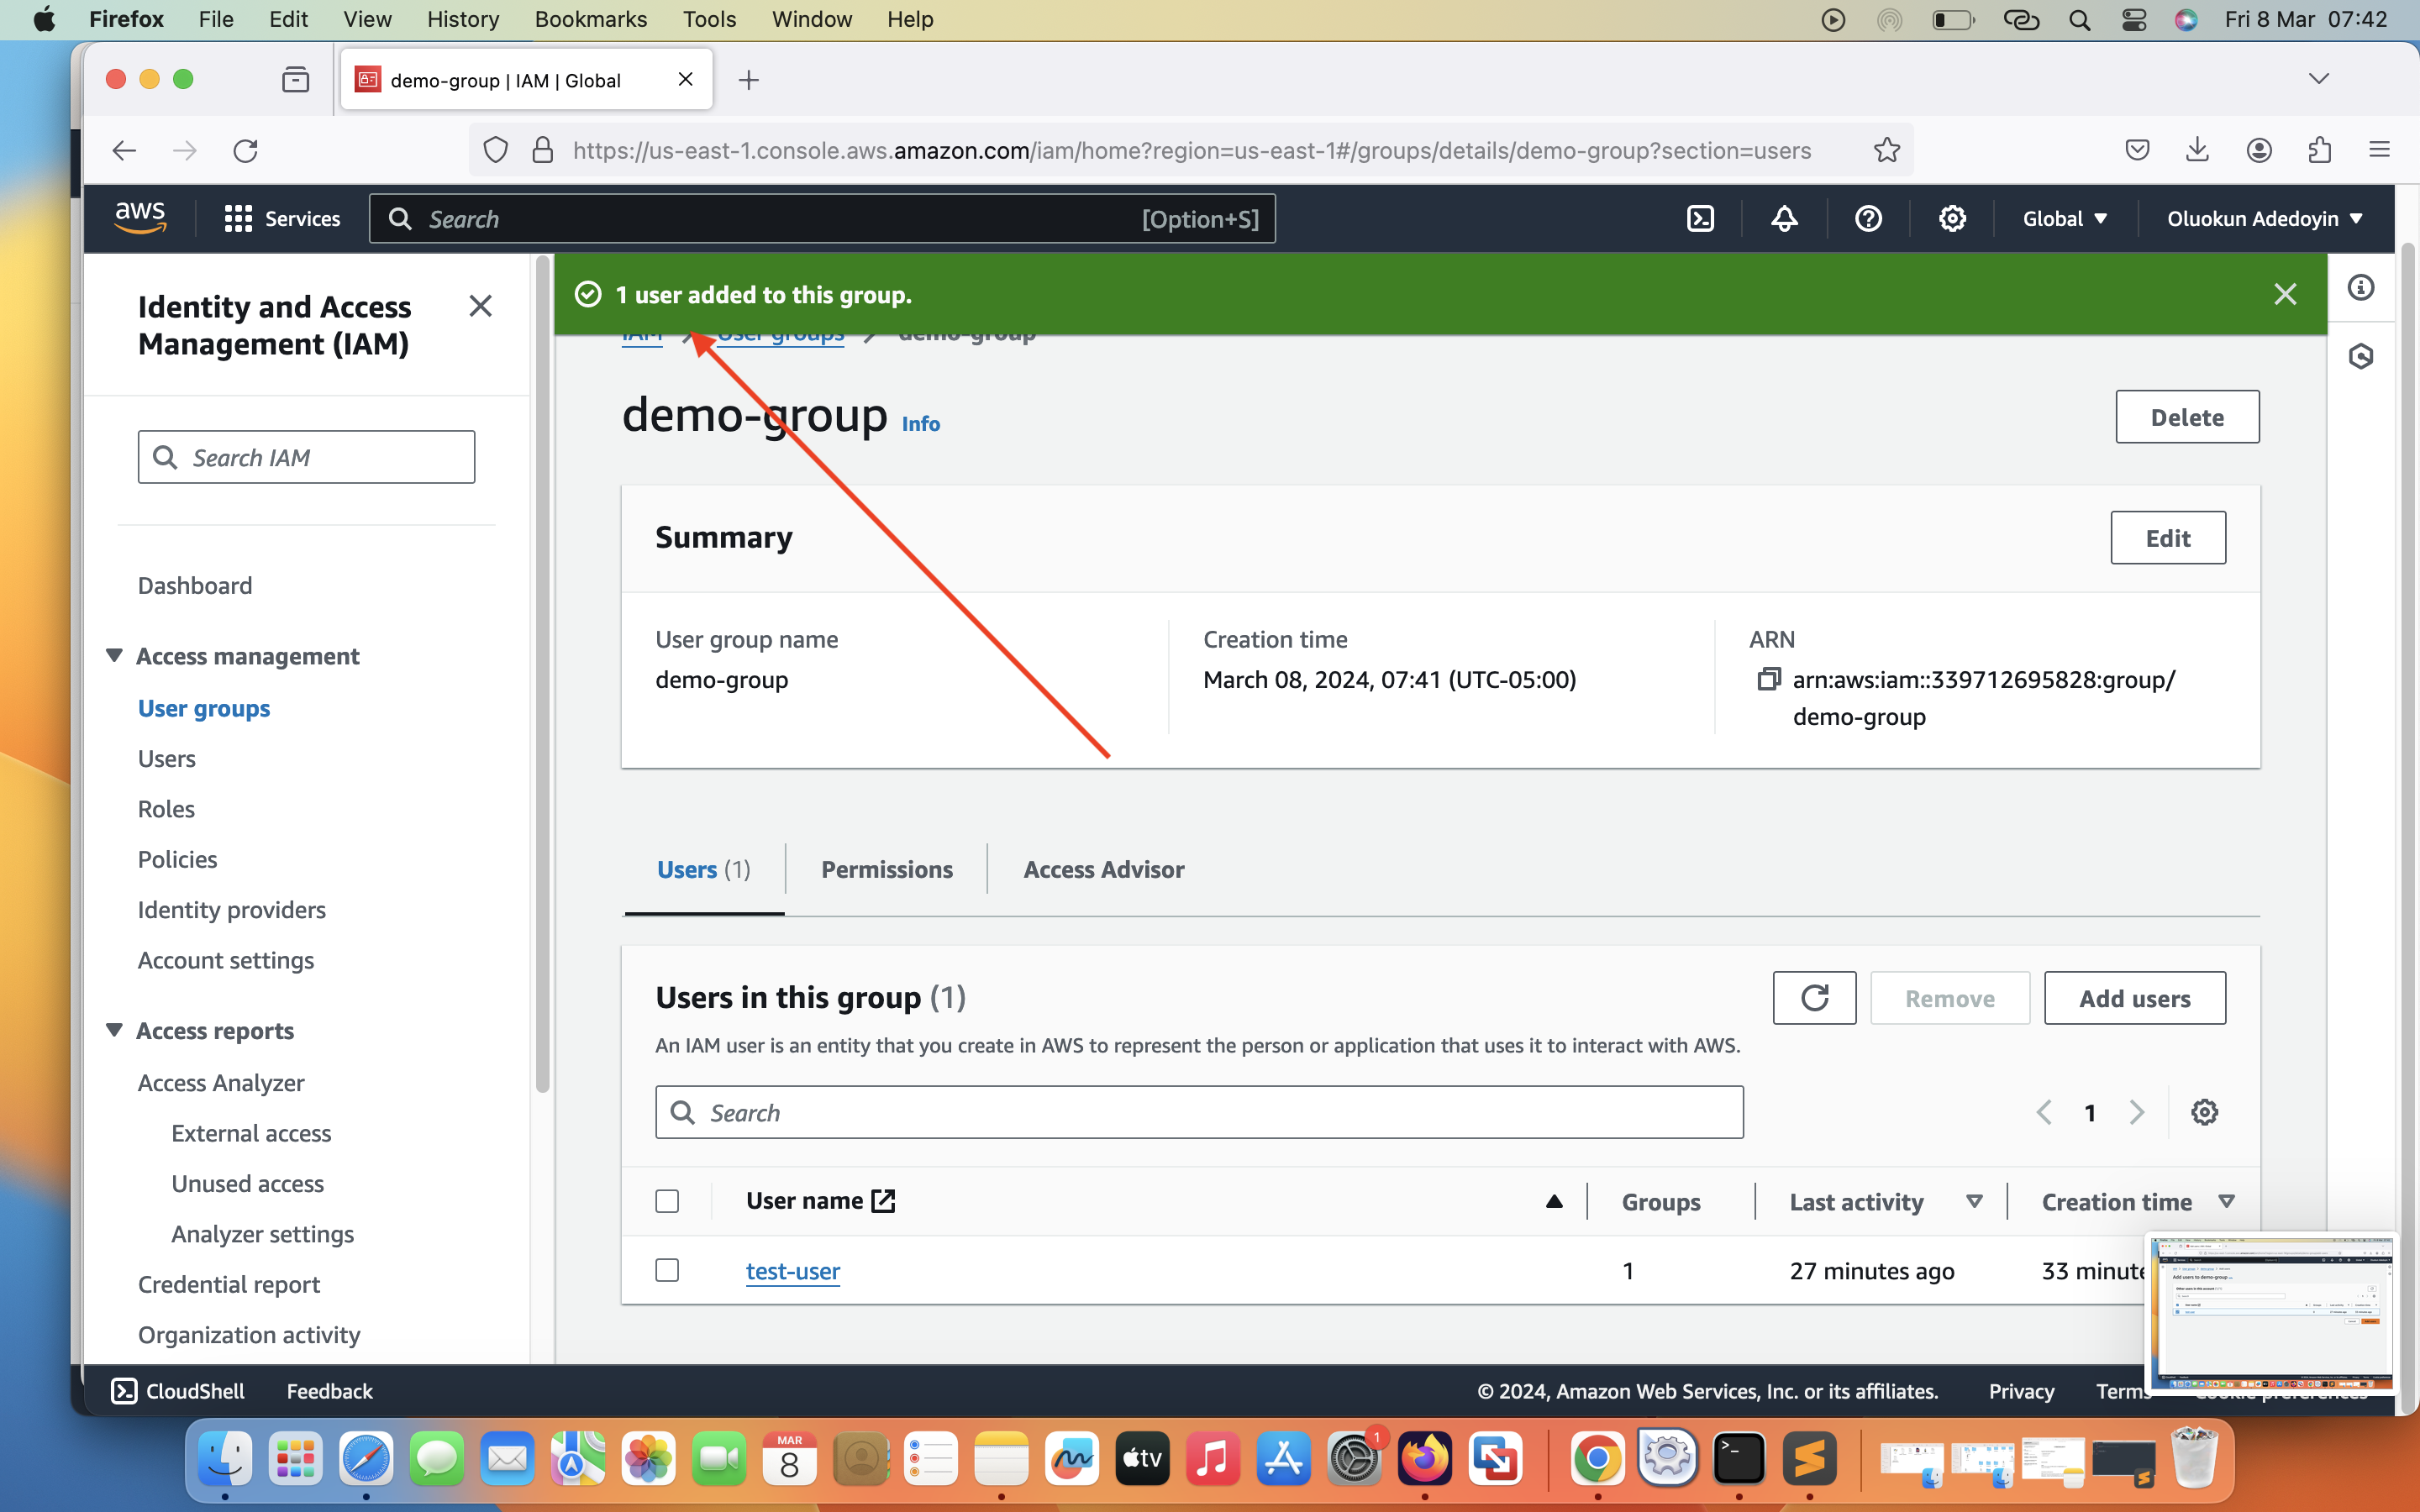 Firefox File Edit View History Bookmarks Tools Window Help Fri 8 Mar 07:42
demo-group | IAM | Global
https://us-east-1.console.aws.amazon.com/iam/home?region=us-east-1#/groups/details/demo-group?section=users
aws Services Search [Option+S] Global Oluokun Adedoyin
Identity and Access
Management (IAM)
Search IAM
Dashboard
Access management
User groups
Users
Roles
Policies
Identity providers
Account settings
Access reports
Access Analyzer
External access
Unused access
Analyzer settings
Credential report
Organization activity
1 user added to this group.
IAM User groups demo-group
demo-group Info
Delete
Summary
Edit
User group name
demo-group
Creation time
March 08, 2024, 07:41 (UTC-05:00)
ARN
arn:aws:iam::339712695828:group/
demo-group
Users (1) Permissions Access Advisor
Users in this group (1)
Remove Add users
An IAM user is an entity that you create in AWS to represent the person or application that uses it to interact with AWS.
Search
1
User name Groups Last activity Creation time
test-user 1 27 minutes ago 33 minute
CloudShell Feedback © 2024, Amazon Web Services, Inc. or its affiliates. Privacy Terms Cookie preferences
MAR
8
tv
1